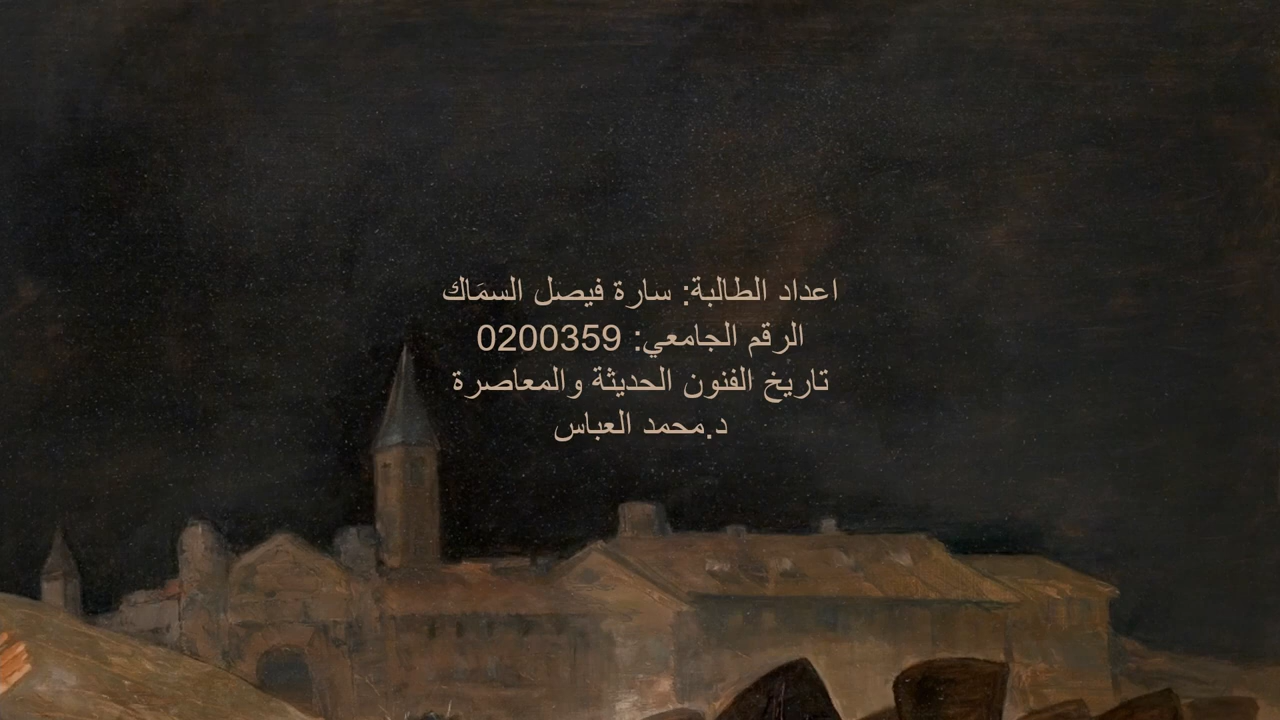 اعداد الطالبة: سارة فيصل السمَاك
الرقم الجامعي: 0200359
تاريخ الفنون الحديثة والمعاصرة
د.محمد العباس